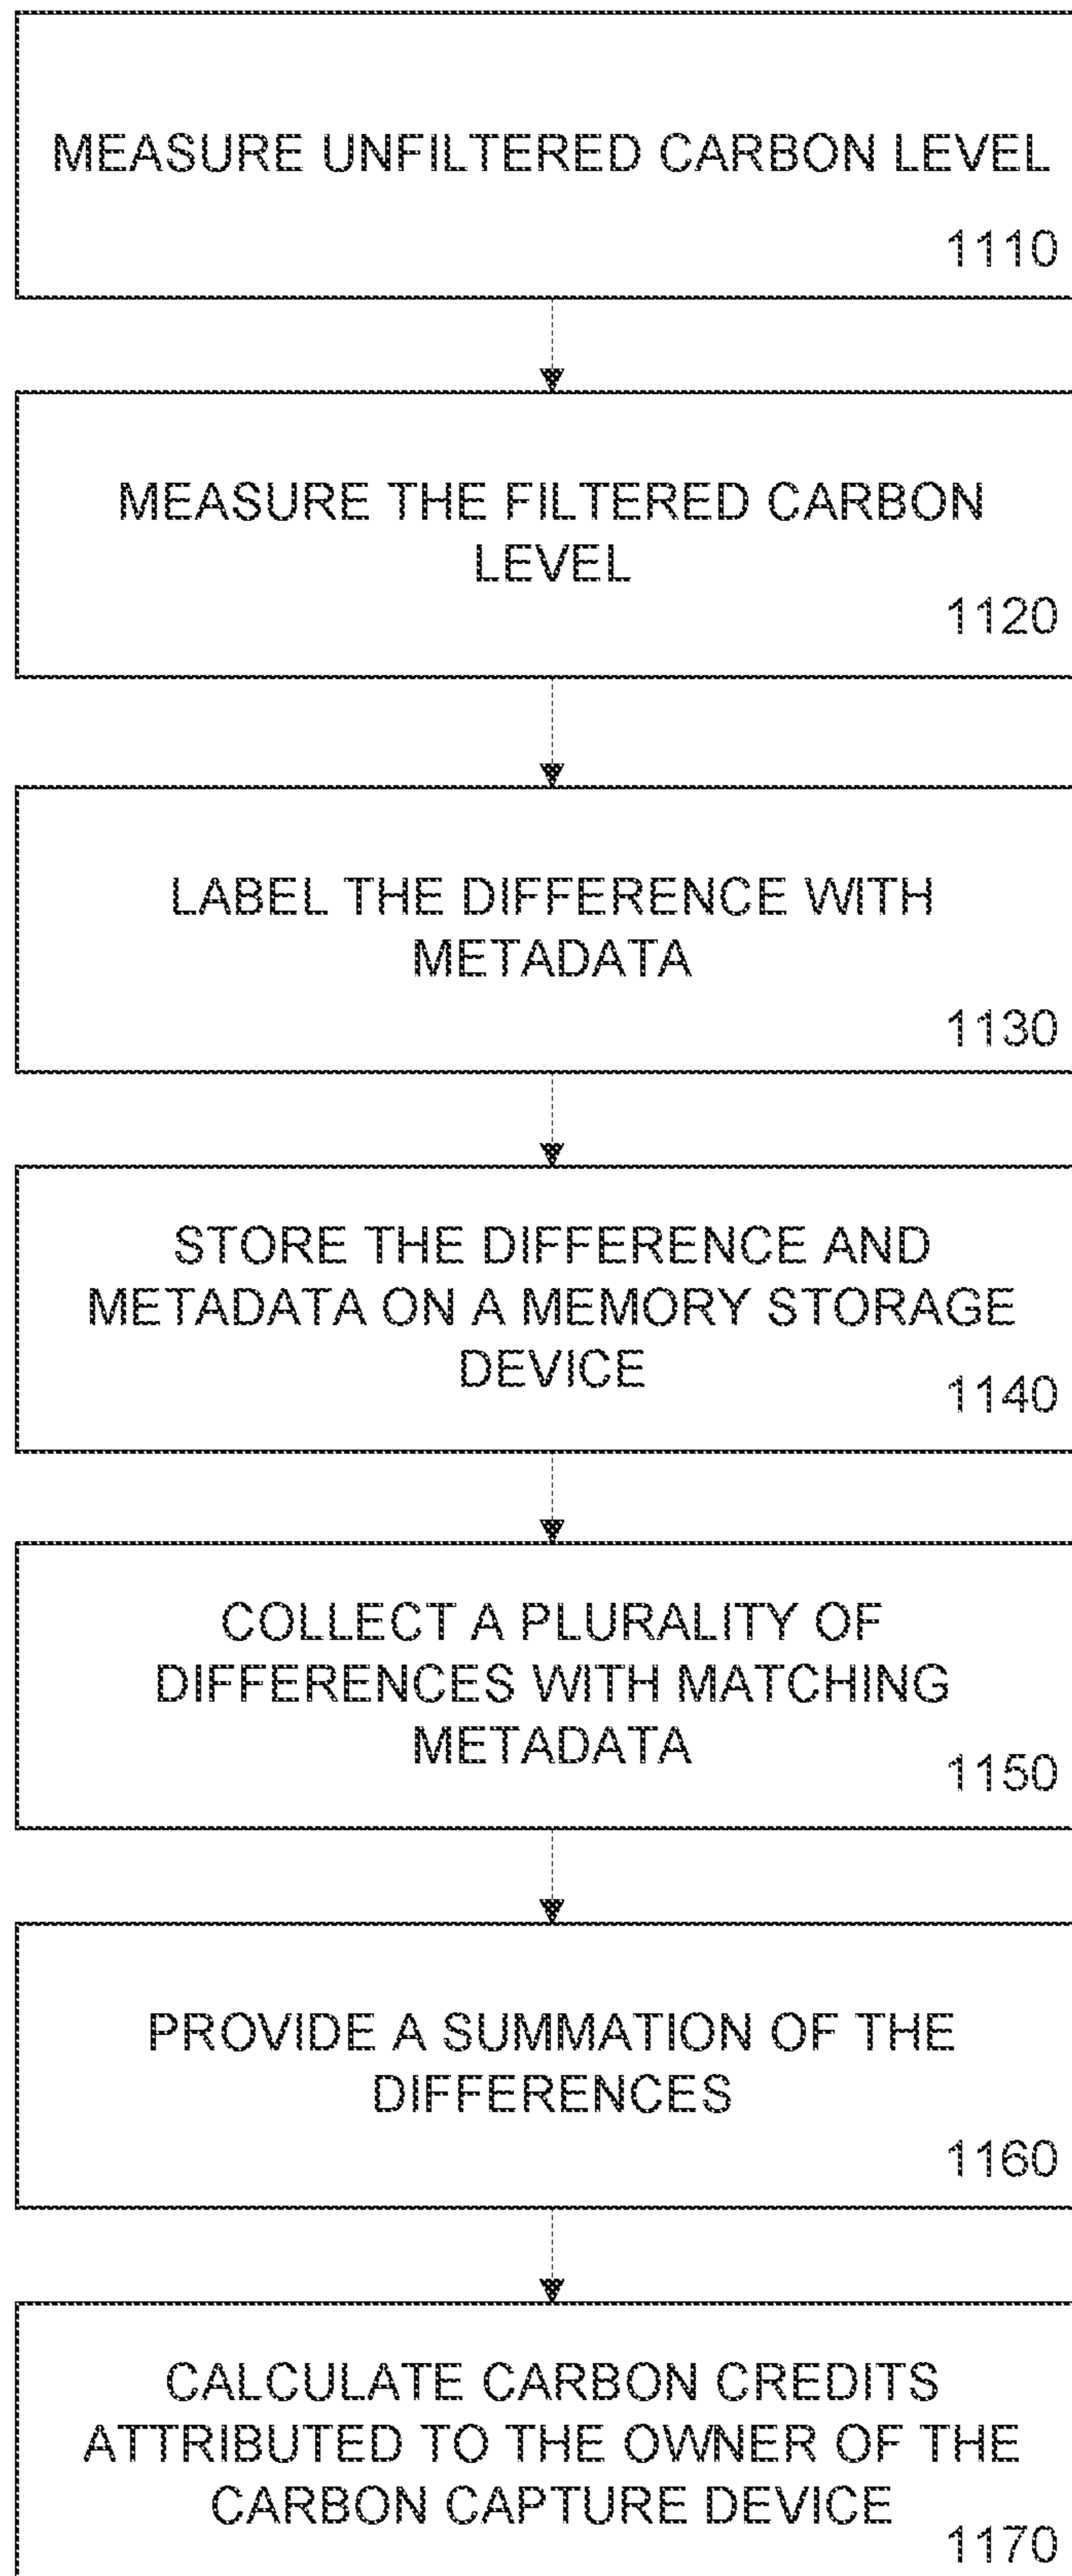 MEASURE UNFILTERED CARBON LEVEL
1110
MEASURE THE FILTERED CARBON
LEVEL
1120
LABEL THE DIFFERENCE WITH
METADATA
1130
STORE THE DIFFERENCE AND
METADATA ON A MEMORY STORAGE
DEVICE
1140
COLLECT A PLURALITY OF
DIFFERENCES WITH MATCHING
METADATA
1150
PROVIDE A SUMMATION OF THE
DIFFERENCES
1160
CALCULATE CARBON CREDITS
ATTRIBUTED TO THE OWNER OF THE
CARBON CAPTURE DEVICE
1170